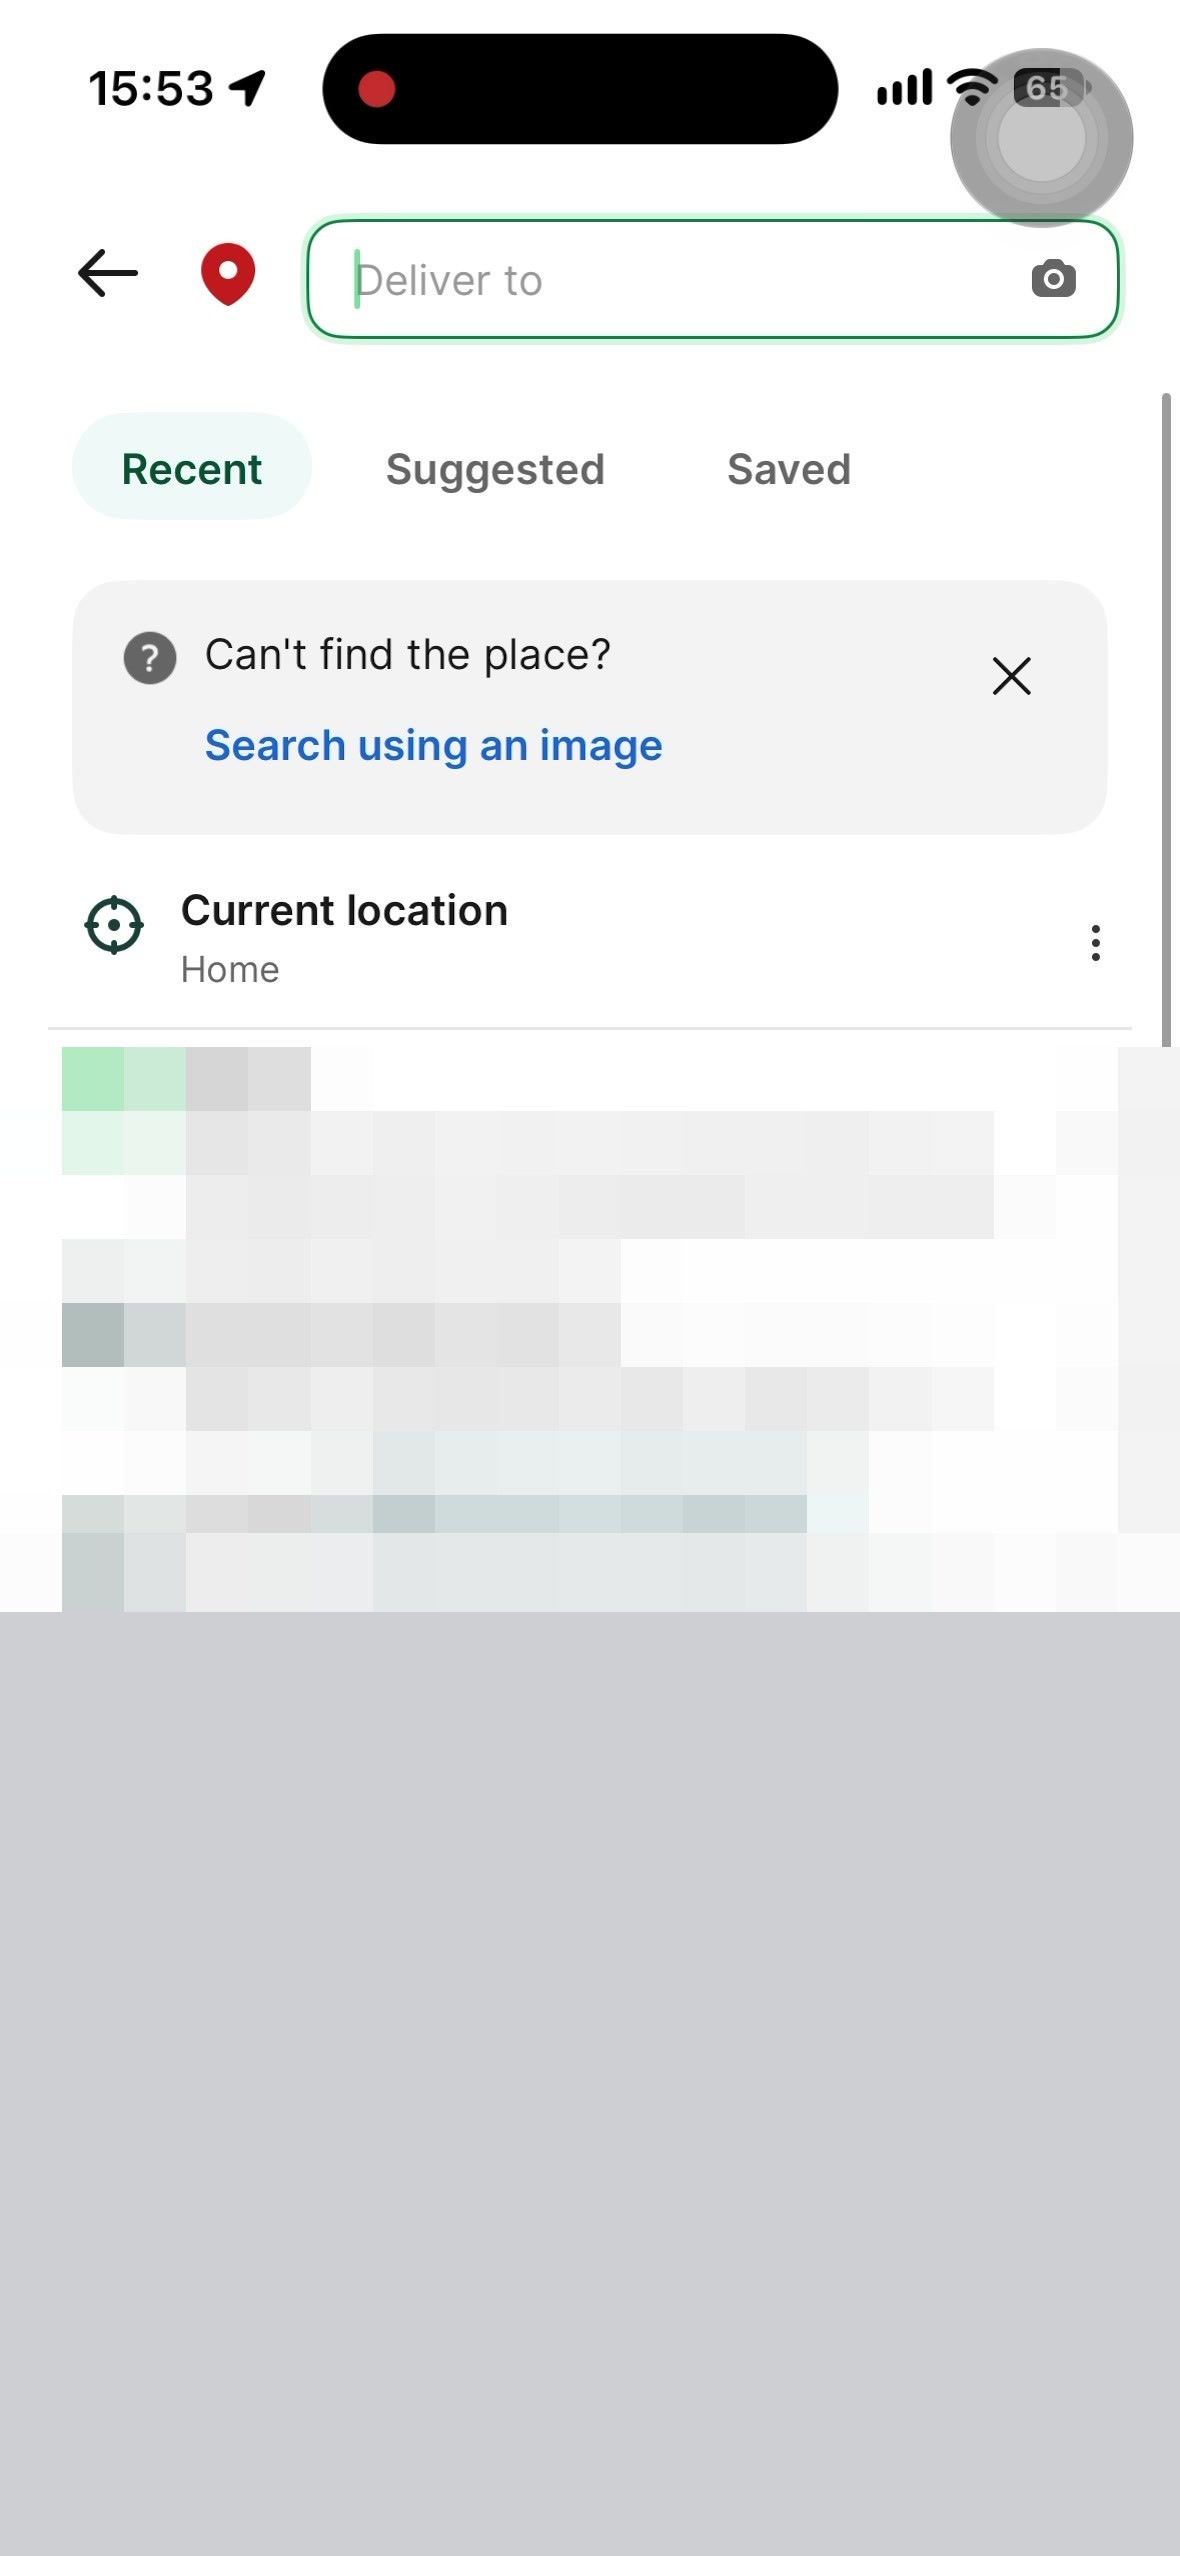 15:53
65
Deliver to
Recent Suggested Saved
Can't find the place?
Search using an image
Current location
Home